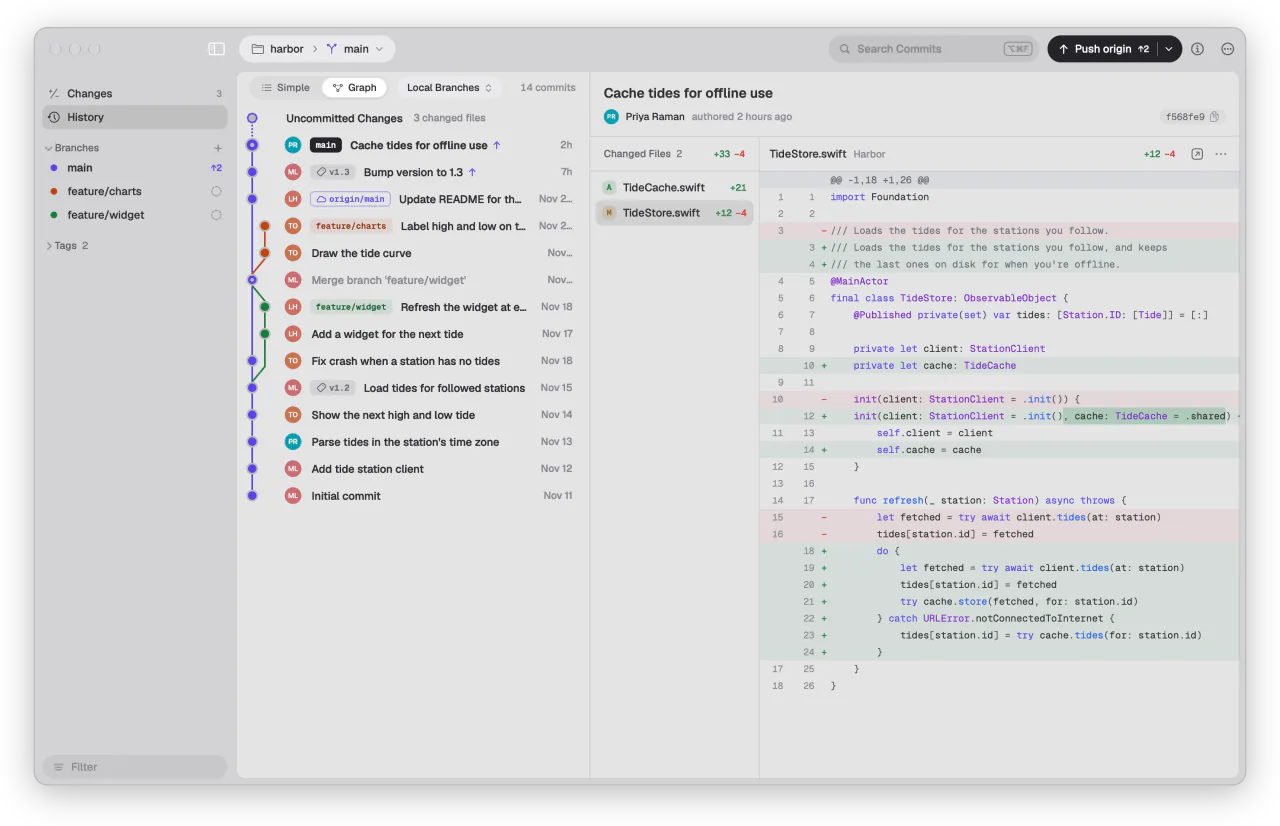 harbor > main
Search Commits ⌥⌘F
Push origin ↑2
Changes 3
History
Branches
main ↑2
feature/charts
feature/widget
Tags 2
Filter
Simple Graph Local Branches 14 commits
Uncommitted Changes 3 changed files
PR main Cache tides for offline use ↑ 2h
ML v1.3 Bump version to 1.3 ↑ 7h
LH origin/main Update README for th… Nov 2…
TO feature/charts Label high and low on t… Nov 2…
TO Draw the tide curve Nov…
ML Merge branch 'feature/widget' Nov…
LH feature/widget Refresh the widget at e… Nov 18
LH Add a widget for the next tide Nov 17
TO Fix crash when a station has no tides Nov 18
ML v1.2 Load tides for followed stations Nov 15
TO Show the next high and low tide Nov 14
PR Parse tides in the station's time zone Nov 13
ML Add tide station client Nov 12
ML Initial commit Nov 11
Cache tides for offline use
PR Priya Raman authored 2 hours ago f568fe9
Changed Files 2 +33 −4
A TideCache.swift +21
M TideStore.swift +12 −4
TideStore.swift Harbor +12 −4
@@ -1,18 +1,26 @@
1 1 import Foundation
2 2
3 − /// Loads the tides for the stations you follow.
3 + /// Loads the tides for the stations you follow, and keeps
4 + /// the last ones on disk for when you're offline.
4 5 @MainActor
5 6 final class TideStore: ObservableObject {
6 7 @Published private(set) var tides: [Station.ID: [Tide]] = [:]
7 8
8 9 private let client: StationClient
10 + private let cache: TideCache
9 11
10 − init(client: StationClient = .init()) {
12 + init(client: StationClient = .init(), cache: TideCache = .shared)
11 13 self.client = client
14 + self.cache = cache
12 15 }
13 16
14 17 func refresh(_ station: Station) async throws {
15 − let fetched = try await client.tides(at: station)
16 − tides[station.id] = fetched
18 + do {
19 + let fetched = try await client.tides(at: station)
20 + tides[station.id] = fetched
21 + try cache.store(fetched, for: station.id)
22 + } catch URLError.notConnectedToInternet {
23 + tides[station.id] = try cache.tides(for: station.id)
24 + }
17 25 }
18 26 }